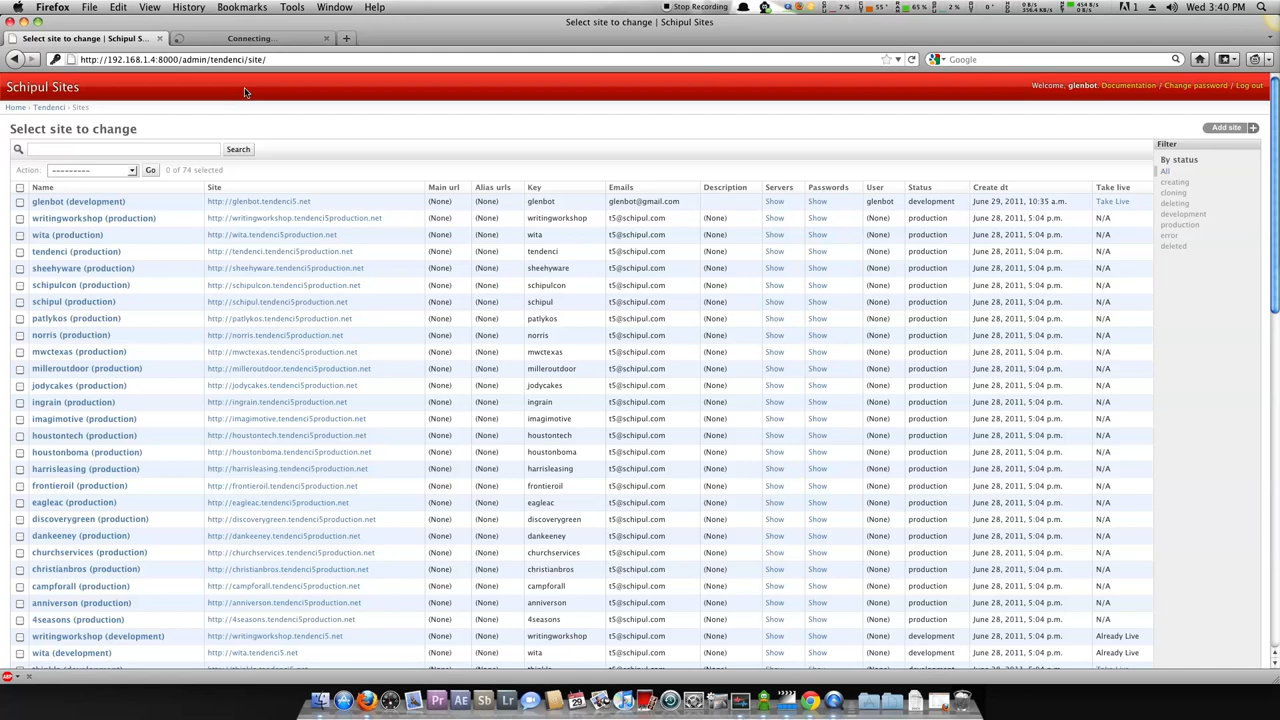 Firefox File Edit View History Bookmarks Tools Window Help Stop Recording 7% 55° 65% 2% 0° 0% 356.4 K/s 4% 454 B/s 1 Wed 3:40 PM
Select site to change | Schipul Sites
Select site to change | Schipul S... Connecting...
http://192.168.1.4:8000/admin/tendenci/site/ Google
Schipul Sites Welcome, glenbot. Documentation / Change password / Log out
Home › Tendenci › Sites
Select site to change Add site
Search
Action: --------- Go 0 of 74 selected
Name Site Main url Alias urls Key Emails Description Servers Passwords User Status Create dt Take live
glenbot (development) http://glenbot.tendenci5.net (None) (None) glenbot glenbot@gmail.com Show Show glenbot development June 29, 2011, 10:35 a.m. Take Live
writingworkshop (production) http://writingworkshop.tendenci5production.net (None) (None) writingworkshop t5@schipul.com (None) Show Show (None) production June 28, 2011, 5:04 p.m. N/A
wita (production) http://wita.tendenci5production.net (None) (None) wita t5@schipul.com (None) Show Show (None) production June 28, 2011, 5:04 p.m. N/A
tendenci (production) http://tendenci.tendenci5production.net (None) (None) tendenci t5@schipul.com (None) Show Show (None) production June 28, 2011, 5:04 p.m. N/A
sheehyware (production) http://sheehyware.tendenci5production.net (None) (None) sheehyware t5@schipul.com (None) Show Show (None) production June 28, 2011, 5:04 p.m. N/A
schipulcon (production) http://schipulcon.tendenci5production.net (None) (None) schipulcon t5@schipul.com (None) Show Show (None) production June 28, 2011, 5:04 p.m. N/A
schipul (production) http://schipul.tendenci5production.net (None) (None) schipul t5@schipul.com (None) Show Show (None) production June 28, 2011, 5:04 p.m. N/A
patlykos (production) http://patlykos.tendenci5production.net (None) (None) patlykos t5@schipul.com (None) Show Show (None) production June 28, 2011, 5:04 p.m. N/A
norris (production) http://norris.tendenci5production.net (None) (None) norris t5@schipul.com (None) Show Show (None) production June 28, 2011, 5:04 p.m. N/A
mwctexas (production) http://mwctexas.tendenci5production.net (None) (None) mwctexas t5@schipul.com (None) Show Show (None) production June 28, 2011, 5:04 p.m. N/A
milleroutdoor (production) http://milleroutdoor.tendenci5production.net (None) (None) milleroutdoor t5@schipul.com (None) Show Show (None) production June 28, 2011, 5:04 p.m. N/A
jodycakes (production) http://jodycakes.tendenci5production.net (None) (None) jodycakes t5@schipul.com (None) Show Show (None) production June 28, 2011, 5:04 p.m. N/A
ingrain (production) http://ingrain.tendenci5production.net (None) (None) ingrain t5@schipul.com (None) Show Show (None) production June 28, 2011, 5:04 p.m. N/A
imagimotive (production) http://imagimotive.tendenci5production.net (None) (None) imagimotive t5@schipul.com (None) Show Show (None) production June 28, 2011, 5:04 p.m. N/A
houstontech (production) http://houstontech.tendenci5production.net (None) (None) houstontech t5@schipul.com (None) Show Show (None) production June 28, 2011, 5:04 p.m. N/A
houstonboma (production) http://houstonboma.tendenci5production.net (None) (None) houstonboma t5@schipul.com (None) Show Show (None) production June 28, 2011, 5:04 p.m. N/A
harrisleasing (production) http://harrisleasing.tendenci5production.net (None) (None) harrisleasing t5@schipul.com (None) Show Show (None) production June 28, 2011, 5:04 p.m. N/A
frontieroil (production) http://frontieroil.tendenci5production.net (None) (None) frontieroil t5@schipul.com (None) Show Show (None) production June 28, 2011, 5:04 p.m. N/A
eagleac (production) http://eagleac.tendenci5production.net (None) (None) eagleac t5@schipul.com (None) Show Show (None) production June 28, 2011, 5:04 p.m. N/A
discoverygreen (production) http://discoverygreen.tendenci5production.net (None) (None) discoverygreen t5@schipul.com (None) Show Show (None) production June 28, 2011, 5:04 p.m. N/A
dankeeney (production) http://dankeeney.tendenci5production.net (None) (None) dankeeney t5@schipul.com (None) Show Show (None) production June 28, 2011, 5:04 p.m. N/A
churchservices (production) http://churchservices.tendenci5production.net (None) (None) churchservices t5@schipul.com (None) Show Show (None) production June 28, 2011, 5:04 p.m. N/A
christianbros (production) http://christianbros.tendenci5production.net (None) (None) christianbros t5@schipul.com (None) Show Show (None) production June 28, 2011, 5:04 p.m. N/A
campforall (production) http://campforall.tendenci5production.net (None) (None) campforall t5@schipul.com (None) Show Show (None) production June 28, 2011, 5:04 p.m. N/A
anniverson (production) http://anniverson.tendenci5production.net (None) (None) anniverson t5@schipul.com (None) Show Show (None) production June 28, 2011, 5:04 p.m. N/A
4seasons (production) http://4seasons.tendenci5production.net (None) (None) 4seasons t5@schipul.com (None) Show Show (None) production June 28, 2011, 5:04 p.m. N/A
writingworkshop (development) http://writingworkshop.tendenci5.net (None) (None) writingworkshop t5@schipul.com (None) Show Show (None) development June 28, 2011, 5:04 p.m. Already Live
wita (development) http://wita.tendenci5.net (None) (None) wita t5@schipul.com (None) Show Show (None) development June 28, 2011, 5:04 p.m. Already Live
Filter
By status
All
creating
cloning
deleting
development
production
error
deleted
ABP
Pr AE Sb Lr 29